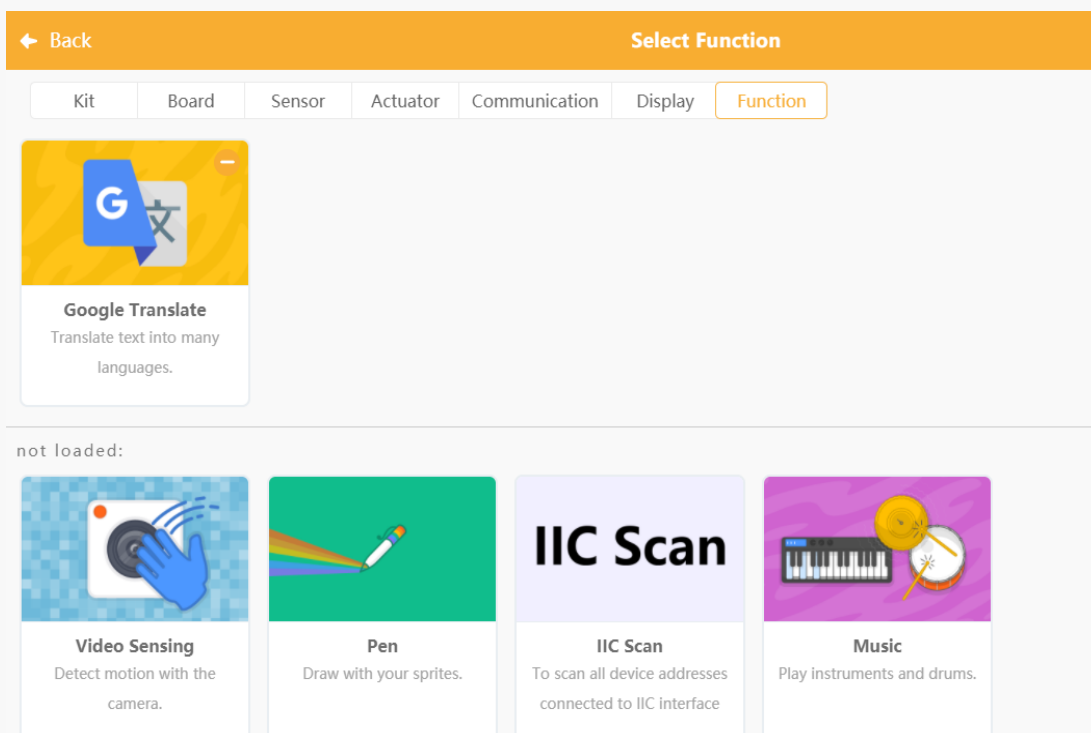 Back
Select Function
Kit
Board
Sensor
Actuator
Communication
Display
Function
G
文
Google Translate
Translate text into many
languages.
not loaded:
IIC Scan
Video Sensing
Detect motion with the
camera.
Pen
Draw with your sprites.
IIC Scan
To scan all device addresses
connected to IIC interface
Music
Play instruments and drums.